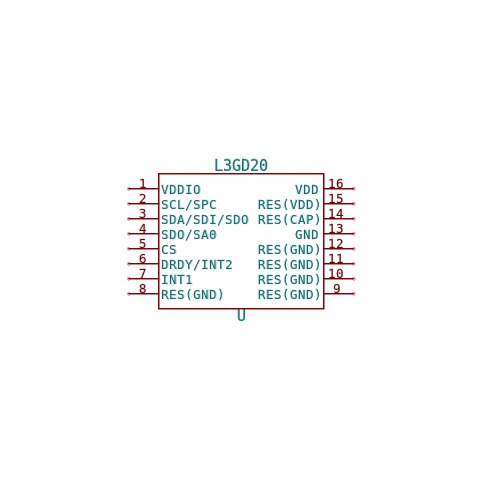 L3GD20
1 VDDIO VDD 16
2 SCL/SPC RES(VDD) 15
3 SDA/SDI/SDO RES(CAP) 14
4 SDO/SA0 GND 13
5 CS RES(GND) 12
6 DRDY/INT2 RES(GND) 11
7 INT1 RES(GND) 10
8 RES(GND) RES(GND) 9
U